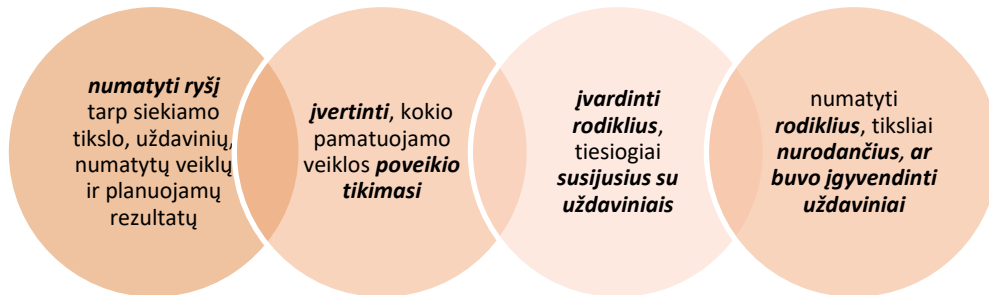 numatyti ryšį
tarp siekiamo
tikslo, uždavinių,
numatytų veiklų
ir planuojamų
rezultatų
įvertinti, kokio
pamatuojamo
veiklos poveikio
tikimasi
įvardinti
rodiklius,
tiesiogiai
susijusius su
uždaviniais
numatyti
rodiklius, tiksliai
nurodančius, ar
buvo įgyvendinti
uždaviniai